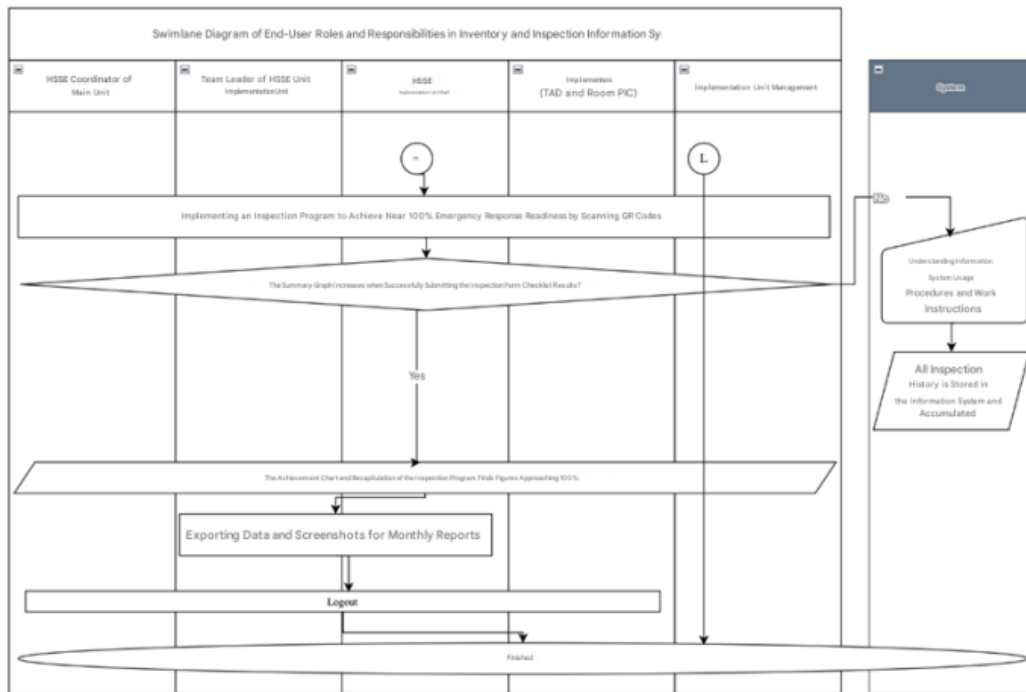 Swimlane Diagram of End-User Roles and Responsibilities in Inventory and Inspection Information Sy
HSSE Coordinator of
Main Unit
Team Leader of HSSE Unit
Implementation Unit
HSSE
Implementation Unit Staff
Implementers
(TAD and Room PIC)
Implementation Unit Management
System
L
Implementing an Inspection Program to Achieve Near 100% Emergency Response Readiness by Scanning QR Codes
No
The Summary Graph Increases when Successfully Submitting the Inspection Form Checklist Results?
Understanding Information
System Usage
Procedures and Work
Instructions
Yes
All Inspection
History is Stored in
the Information System and
Accumulated
The Achievement Chart and Recapitulation of the Inspection Program Finds Figures Approaching 100%
Exporting Data and Screenshots for Monthly Reports
Logout
Finished